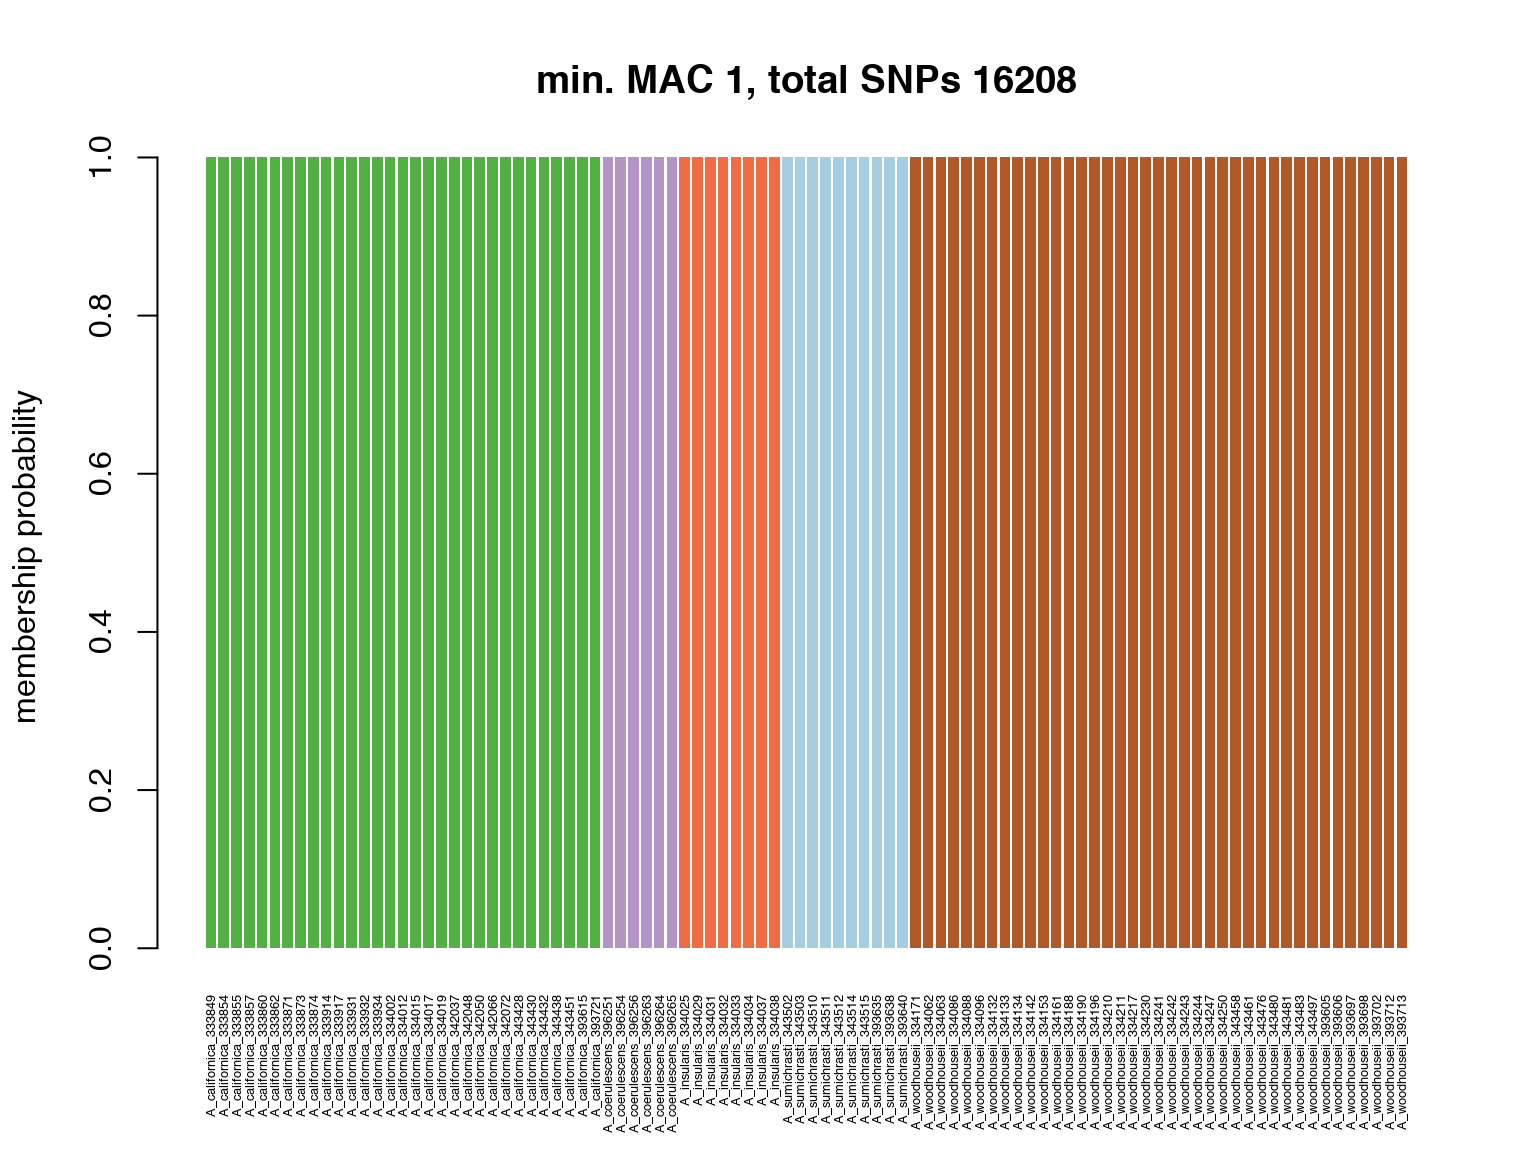 min. MAC 1, total SNPs 16208
membership probability
1.0
0.8
0.6
0.4
0.2
0.0
A_californica_333849
A_californica_333854
A_californica_333855
A_californica_333857
A_californica_333860
A_californica_333862
A_californica_333871
A_californica_333873
A_californica_333874
A_californica_333914
A_californica_333917
A_californica_333931
A_californica_333932
A_californica_333934
A_californica_334002
A_californica_334012
A_californica_334015
A_californica_334017
A_californica_334019
A_californica_342037
A_californica_342048
A_californica_342050
A_californica_342066
A_californica_342072
A_californica_343428
A_californica_343430
A_californica_343432
A_californica_343438
A_californica_343451
A_californica_393615
A_californica_393721
A_coerulescens_396251
A_coerulescens_396254
A_coerulescens_396256
A_coerulescens_396263
A_coerulescens_396264
A_coerulescens_396265
A_insularis_334025
A_insularis_334029
A_insularis_334031
A_insularis_334032
A_insularis_334033
A_insularis_334034
A_insularis_334037
A_insularis_334038
A_sumichrasti_343502
A_sumichrasti_343503
A_sumichrasti_343510
A_sumichrasti_343511
A_sumichrasti_343512
A_sumichrasti_343514
A_sumichrasti_343515
A_sumichrasti_393635
A_sumichrasti_393638
A_sumichrasti_393640
A_woodhouseii_334171
A_woodhouseii_334062
A_woodhouseii_334063
A_woodhouseii_334086
A_woodhouseii_334088
A_woodhouseii_334096
A_woodhouseii_334132
A_woodhouseii_334133
A_woodhouseii_334134
A_woodhouseii_334142
A_woodhouseii_334153
A_woodhouseii_334161
A_woodhouseii_334188
A_woodhouseii_334190
A_woodhouseii_334196
A_woodhouseii_334210
A_woodhouseii_334211
A_woodhouseii_334217
A_woodhouseii_334230
A_woodhouseii_334241
A_woodhouseii_334242
A_woodhouseii_334243
A_woodhouseii_334244
A_woodhouseii_334247
A_woodhouseii_334250
A_woodhouseii_343458
A_woodhouseii_343461
A_woodhouseii_343476
A_woodhouseii_343480
A_woodhouseii_343481
A_woodhouseii_343483
A_woodhouseii_343497
A_woodhouseii_393605
A_woodhouseii_393606
A_woodhouseii_393697
A_woodhouseii_393698
A_woodhouseii_393702
A_woodhouseii_393712
A_woodhouseii_393713